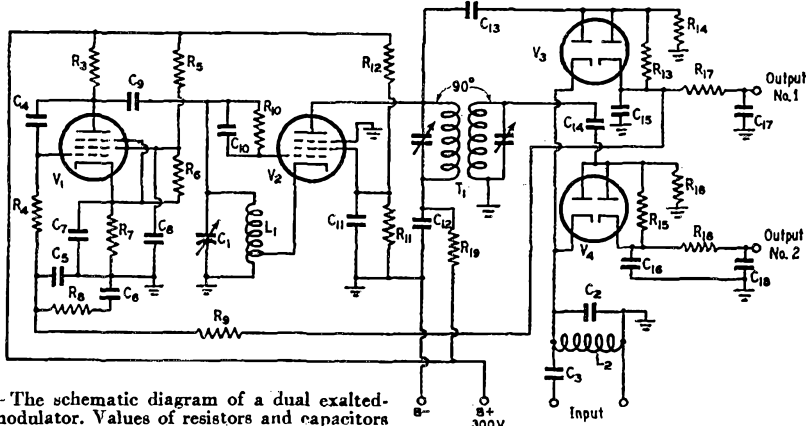 C13
R14
V3
R3
R5
R12
90°
R13
R17
Output
No.1
C9
C4
R10
C10
C14
C15
C17
V1
V2
T1
R6
R16
R4
C7
R7
C8
C1
L1
C11
R11
C12
R19
R15
R18
Output
No. 2
C5
V4
C16
C18
R8
C6
C2
R9
L2
C3
- The schematic diagram of a dual exalted-
modulator. Values of resistors and capacitors
B-
B+
300V
Input